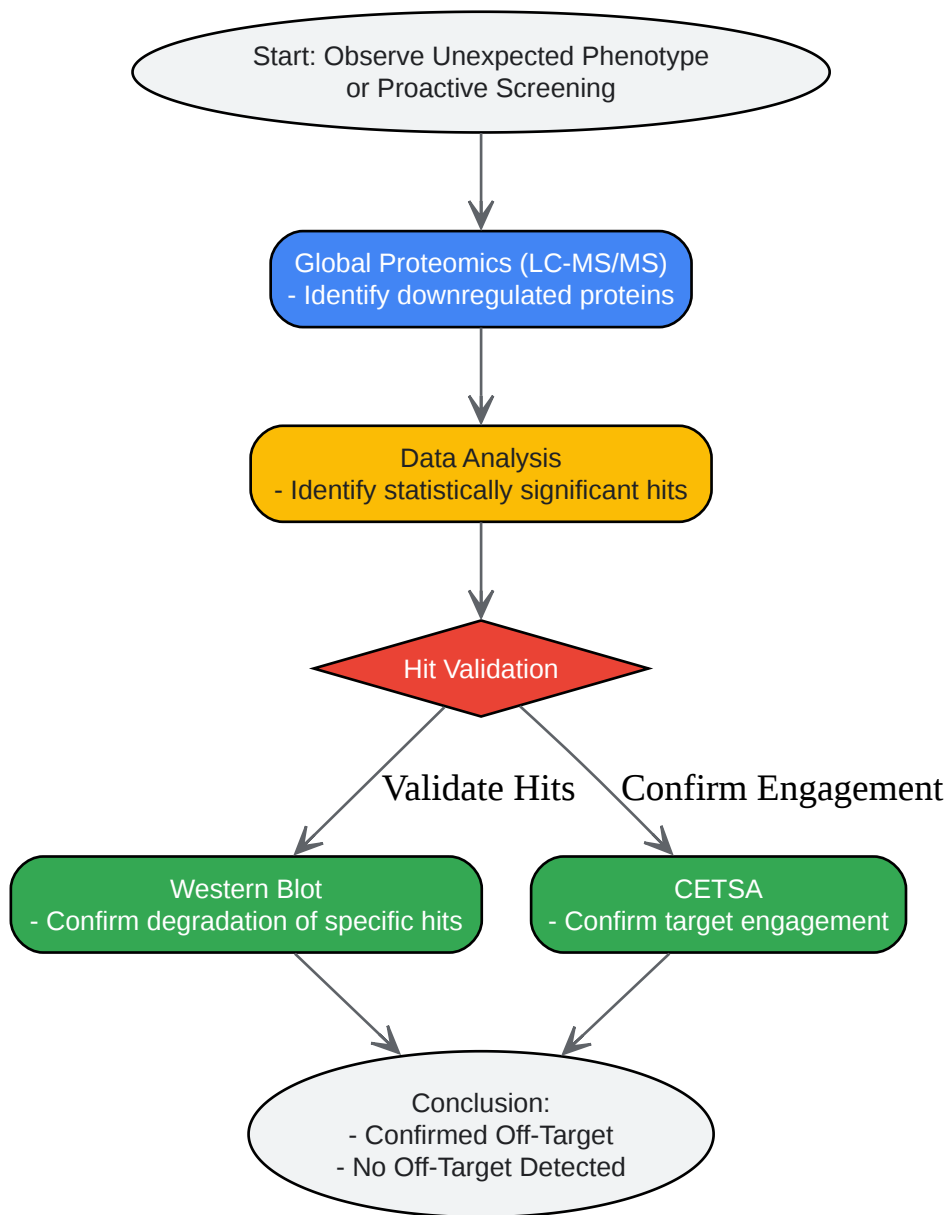 Start: Observe Unexpected Phenotype
or Proactive Screening
Global Proteomics (LC-MS/MS)
- Identify downregulated proteins
Data Analysis
- Identify statistically significant hits
Hit Validation
Validate Hits
Confirm Engagement
Western Blot
- Confirm degradation of specific hits
CETSA
- Confirm target engagement
Conclusion:
- Confirmed Off-Target
- No Off-Target Detected